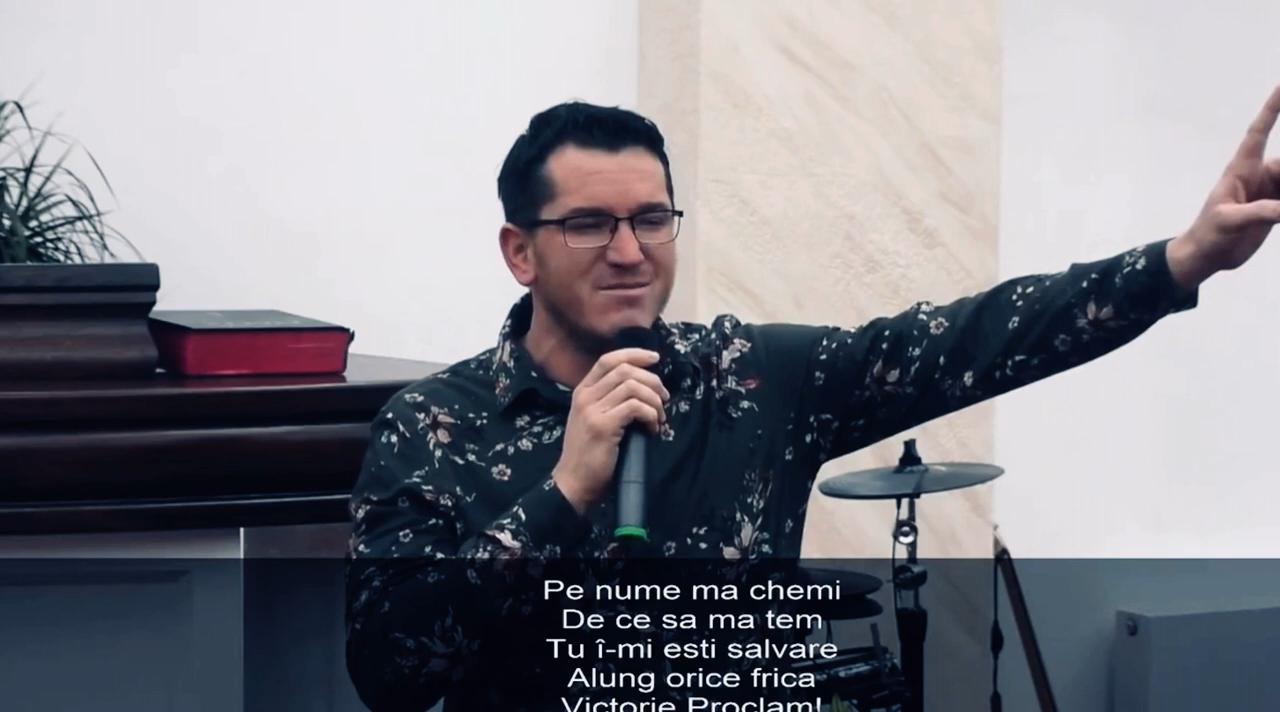 Pe nume ma chemi
De ce sa ma tem
Tu î-mi esti salvare
Alung orice frica
Victorie Proclam!